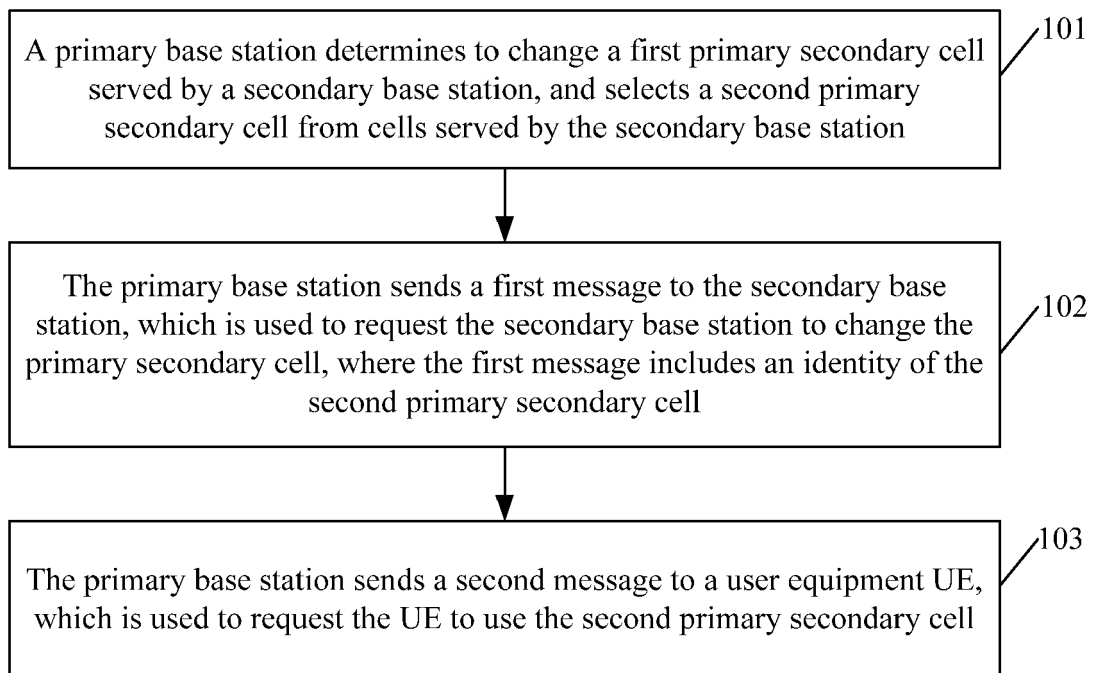 A primary base station determines to change a first primary secondary cell
served by a secondary base station, and selects a second primary
secondary cell from cells served by the secondary base station
101
The primary base station sends a first message to the secondary base
station, which is used to request the secondary base station to change the
primary secondary cell, where the first message includes an identity of the
second primary secondary cell
102
The primary base station sends a second message to a user equipment UE,
which is used to request the UE to use the second primary secondary cell
103